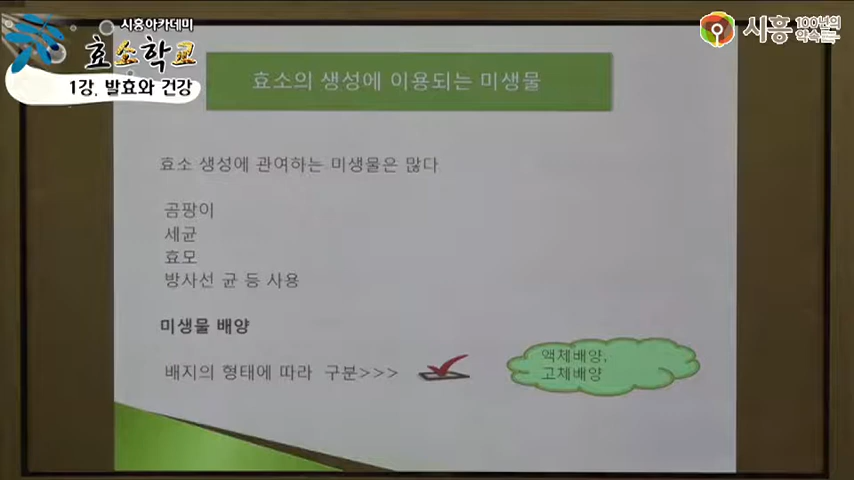 시흥아카데미
효소학교
1강. 발효와 건강
시흥 100년의 약속
효소의 생성에 이용되는 미생물
효소 생성에 관여하는 미생물은 많다
곰팡이
세균
효모
방사선 균 등 사용
미생물 배양
배지의 형태에 따라 구분>>>
액체배양,
고체배양